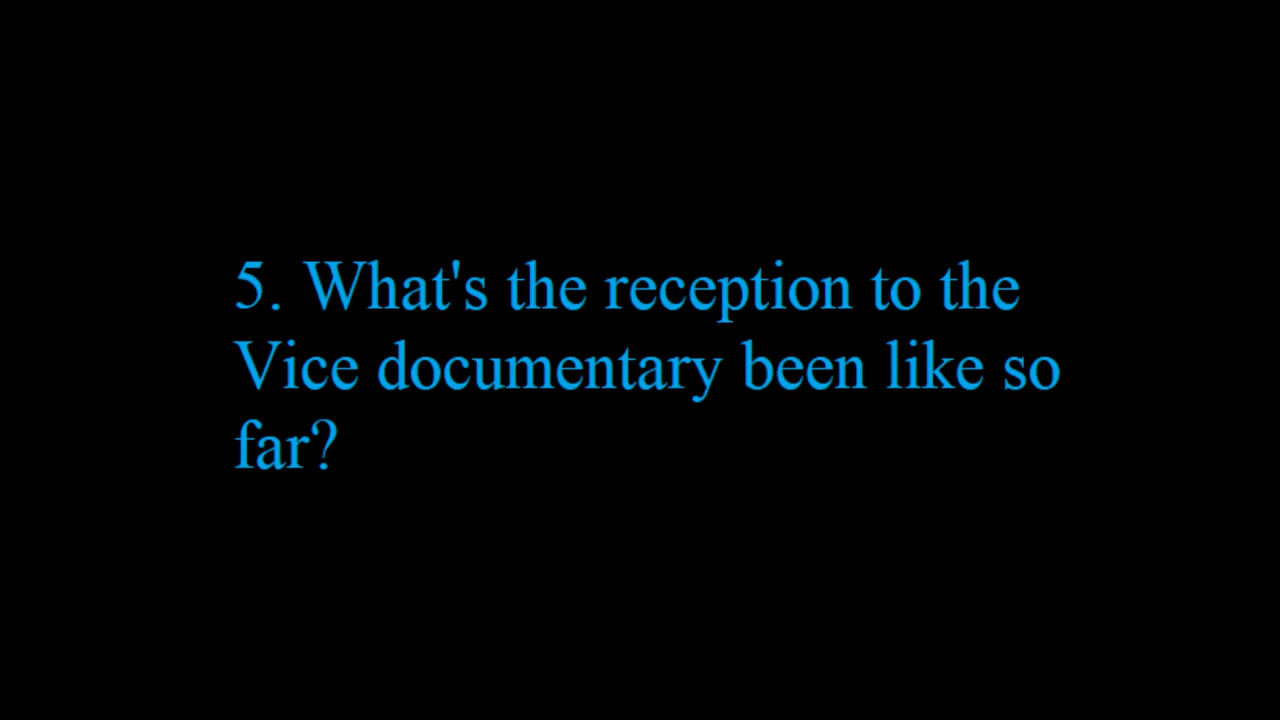 5. What's the reception to the
Vice documentary been like so
far?